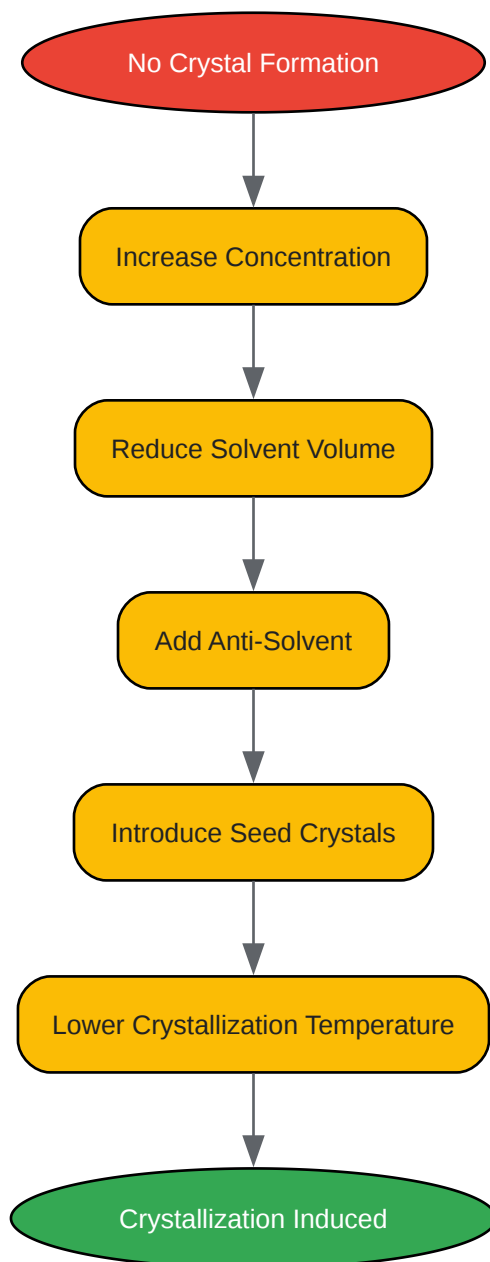 No Crystal Formation
Increase Concentration
Reduce Solvent Volume
Add Anti-Solvent
Introduce Seed Crystals
Lower Crystallization Temperature
Crystallization Induced